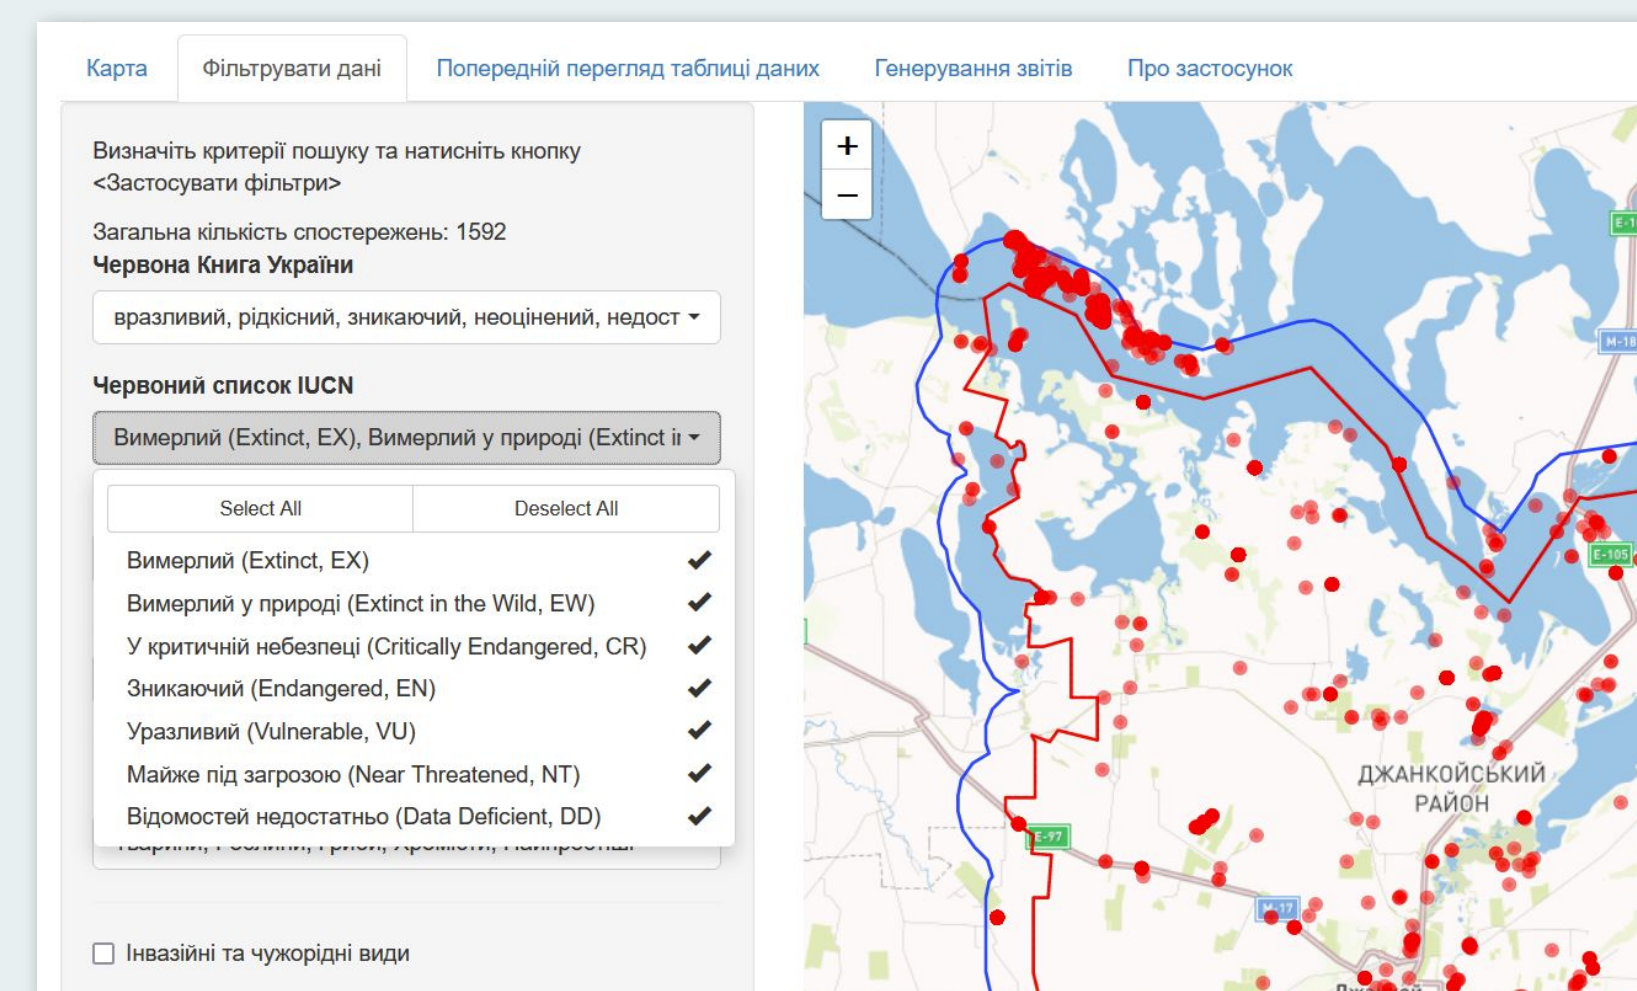 Карта
Фільтрувати дані
Попередній перегляд таблиці даних
Генерування звітів
Про застосунок
Визначіть критерії пошуку та натисніть кнопку
<Застосувати фільтри>
Загальна кількість спостережень: 1592
Червона Книга України
вразливий, рідкісний, зникаючий, неоцінений, недост
Червоний список IUCN
Вимерлий (Extinct, EX), Вимерлий у природі (Extinct ir
Select All
Deselect All
Вимерлий (Extinct, EX)
Вимерлий у природі (Extinct in the Wild, EW)
У критичній небезпеці (Critically Endangered, CR)
Зникаючий (Endangered, EN)
Уразливий (Vulnerable, VU)
Майже під загрозою (Near Threatened, NT)
Відомостей недостатньо (Data Deficient, DD)
Інвазійні та чужорідні види
+
−
E-1
M-18
E-105
ДЖАНКОЙСЬКИЙ
РАЙОН
E-97
M-17